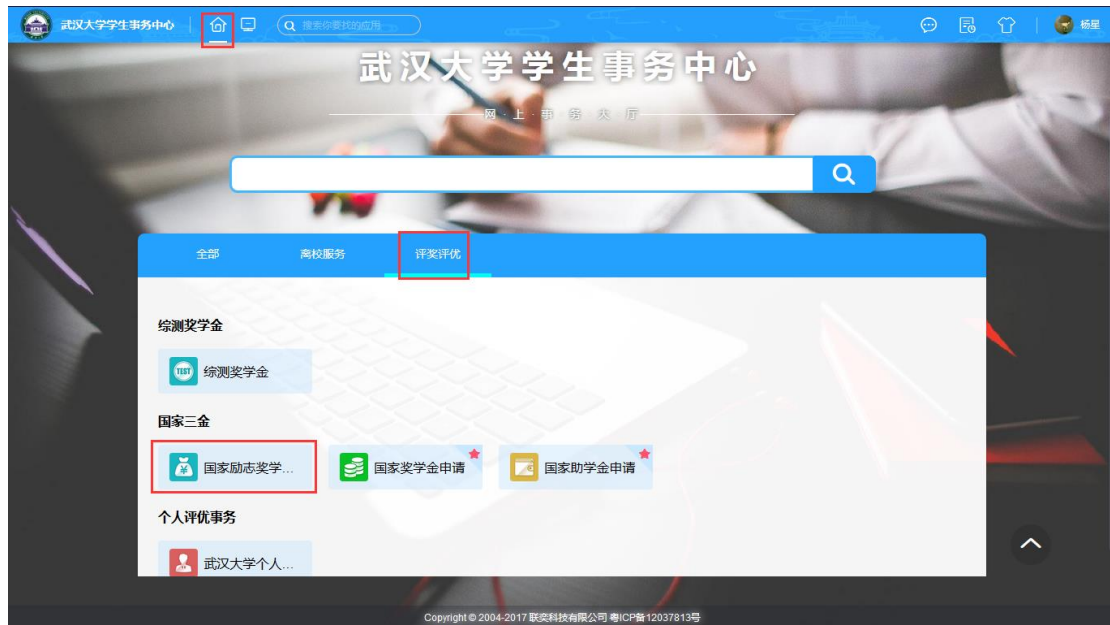 武汉大学学生事务中心
搜索你要找的应用
杨星
武汉大学学生事务中心
网·上·事·务·大·厅
全部 离校服务 评奖评优
综测奖学金
TEST 综测奖学金
国家三金
国家励志奖学... 国家奖学金申请 国家助学金申请
个人评优事务
武汉大学个人...
Copyright © 2004-2017 联奕科技有限公司 粤ICP备12037813号